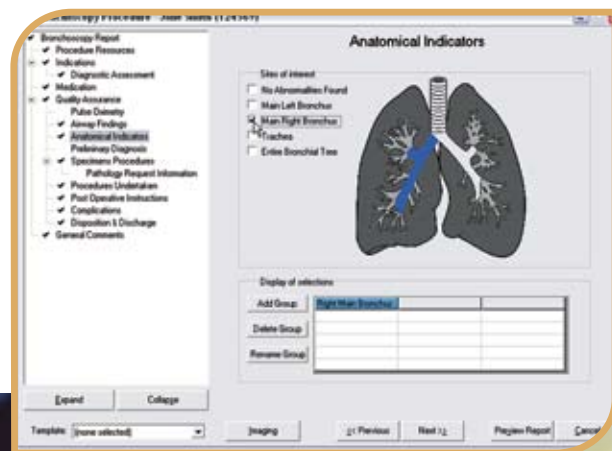 Bronchoscopy Report
Procedure Resources
Indications
Diagnostic Assessment
Medication
Quality Assurance
Pulse Oximetry
Airway Findings
Anatomical Indicators
Preliminary Diagnosis
Specimens Procedures
Pathology Request Information
Procedures Undertaken
Post Operative Instructions
Complications
Disposition & Discharge
General Comments
Expand Collapse
Anatomical Indicators
Sites of interest
No Abnormalities Found
Main Left Bronchus
Main Right Bronchus
Trachea
Entire Bronchial Tree
Display of selections
Add Group Right Main Bronchus
Delete Group
Rename Group
Template: (none selected) Imaging << Previous Next >> Preview Report Cancel